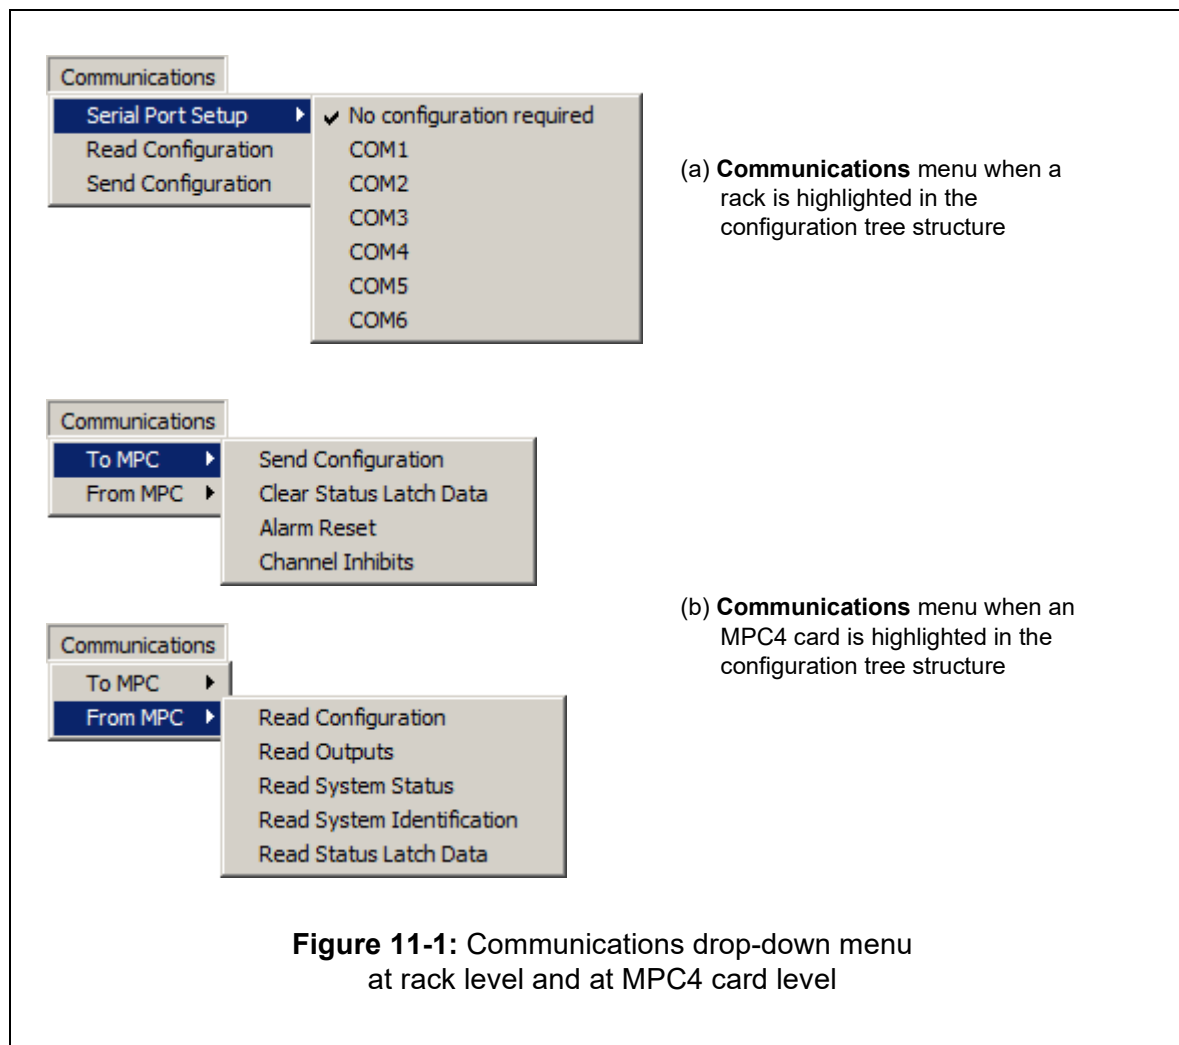 Communications
Serial Port Setup
Read Configuration
Send Configuration
No configuration required
COM1
COM2
COM3
COM4
COM5
COM6
(a) Communications menu when a
rack is highlighted in the
configuration tree structure
Communications
To MPC
From MPC
Send Configuration
Clear Status Latch Data
Alarm Reset
Channel Inhibits
Communications
To MPC
From MPC
Read Configuration
Read Outputs
Read System Status
Read System Identification
Read Status Latch Data
(b) Communications menu when an
MPC4 card is highlighted in the
configuration tree structure
Figure 11-1: Communications drop-down menu
at rack level and at MPC4 card level